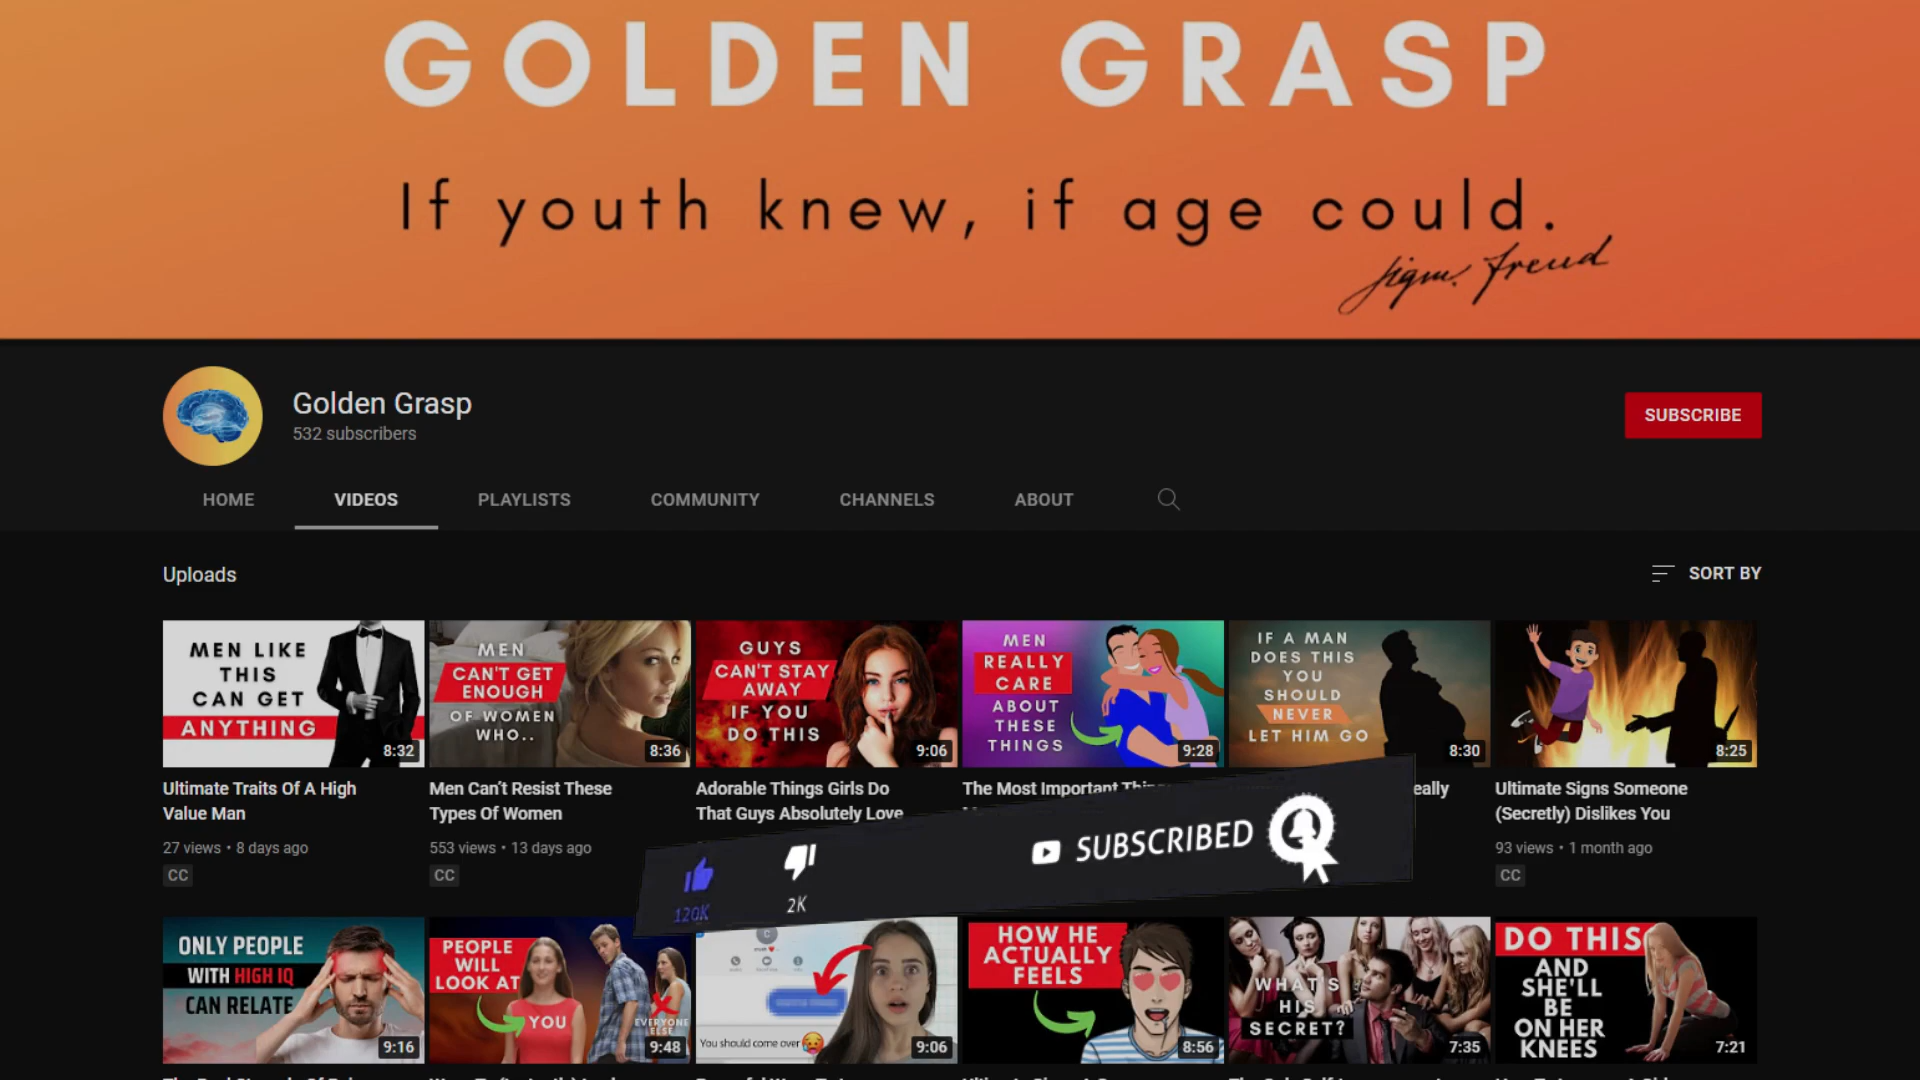 GOLDEN GRASP
If youth knew, if age could.
Sigm. Freud
Golden Grasp
532 subscribers
SUBSCRIBE
HOME
VIDEOS
PLAYLISTS
COMMUNITY
CHANNELS
ABOUT
Uploads
SORT BY
MEN LIKE
THIS
CAN GET
ANYTHING
8:32
MEN
CAN'T GET
ENOUGH
OF WOMEN
WHO..
8:36
GUYS
CAN'T STAY
AWAY
IF YOU
DO THIS
9:06
MEN
REALLY
CARE
ABOUT
THESE
THINGS
9:28
IF A MAN
DOES THIS
YOU
SHOULD
NEVER
LET HIM GO
8:30
8:25
Ultimate Traits Of A High
Value Man
27 views • 8 days ago
CC
Men Can't Resist These
Types Of Women
553 views • 13 days ago
CC
Adorable Things Girls Do
That Guys Absolutely Love
The Most Important
Ultimate Signs Someone
(Secretly) Dislikes You
93 views • 1 month ago
CC
120K
2K
SUBSCRIBED
ONLY PEOPLE
WITH HIGH IQ
CAN RELATE
9:16
PEOPLE
WILL
LOOK AT
YOU
EVERYONE
ELSE
9:48
You should come over
9:06
HOW HE
ACTUALLY
FEELS
8:56
WHAT'S
HIS
SECRET?
7:35
DO THIS
AND
SHE'LL
BE
ON HER
KNEES
7:21